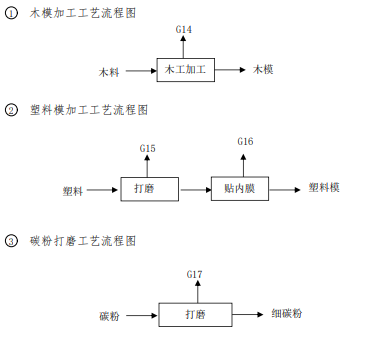 ① 木模加工工艺流程图
G14
木料 木工加工 木模
② 塑料模加工工艺流程图
G15 G16
塑料 打磨 贴内膜 塑料模
③ 碳粉打磨工艺流程图
G17
碳粉 打磨 细碳粉